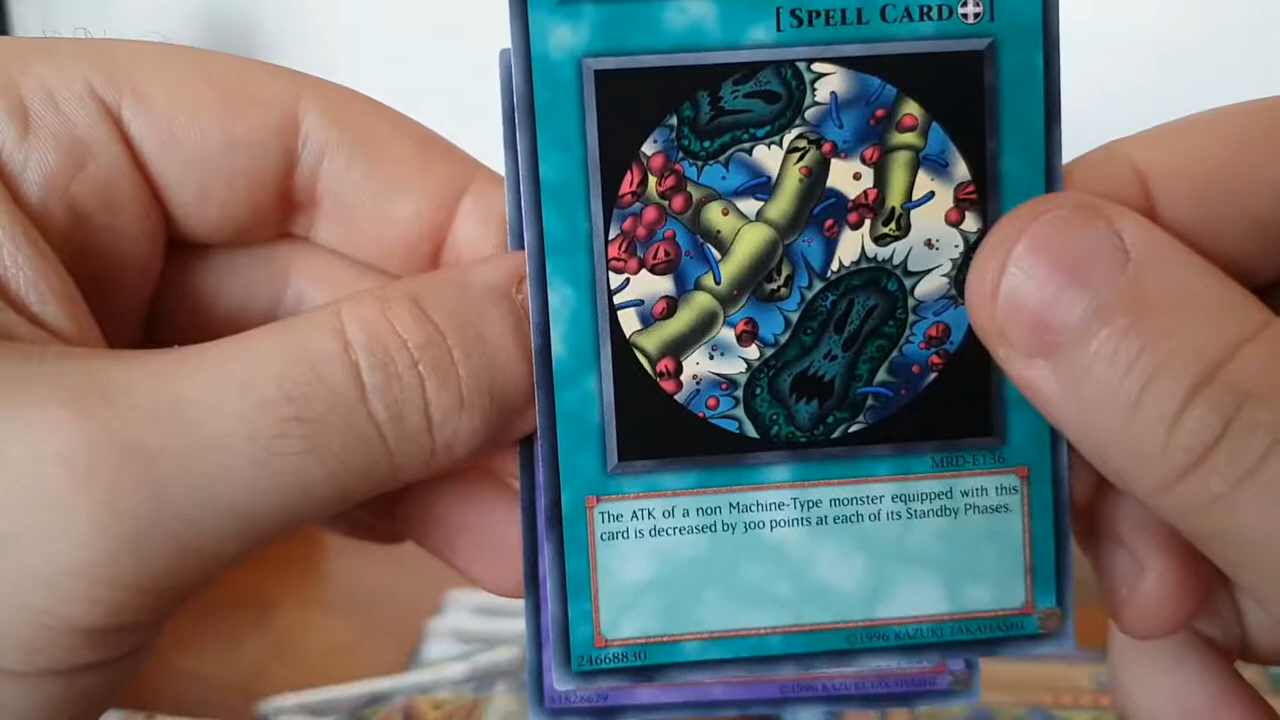 [SPELL CARD]
MRD-E136
The ATK of a non Machine-Type monster equipped with this
card is decreased by 300 points at each of its Standby Phases.
©1996 KAZUKI TAKAHASHI
24668830
©1996 KAZUKI TAKAHASHI